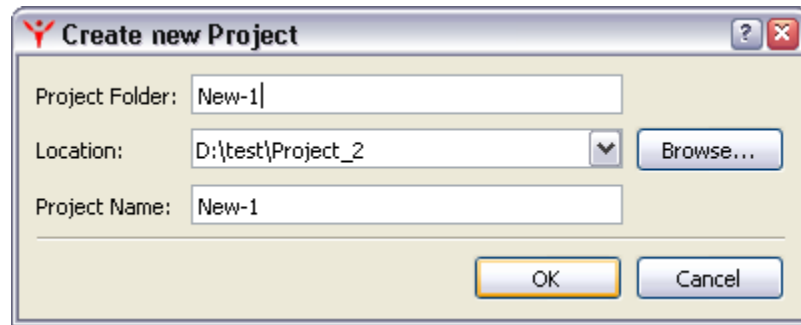 Create new Project
Project Folder: New-1
Location: D:\test\Project_2 Browse...
Project Name: New-1
OK Cancel